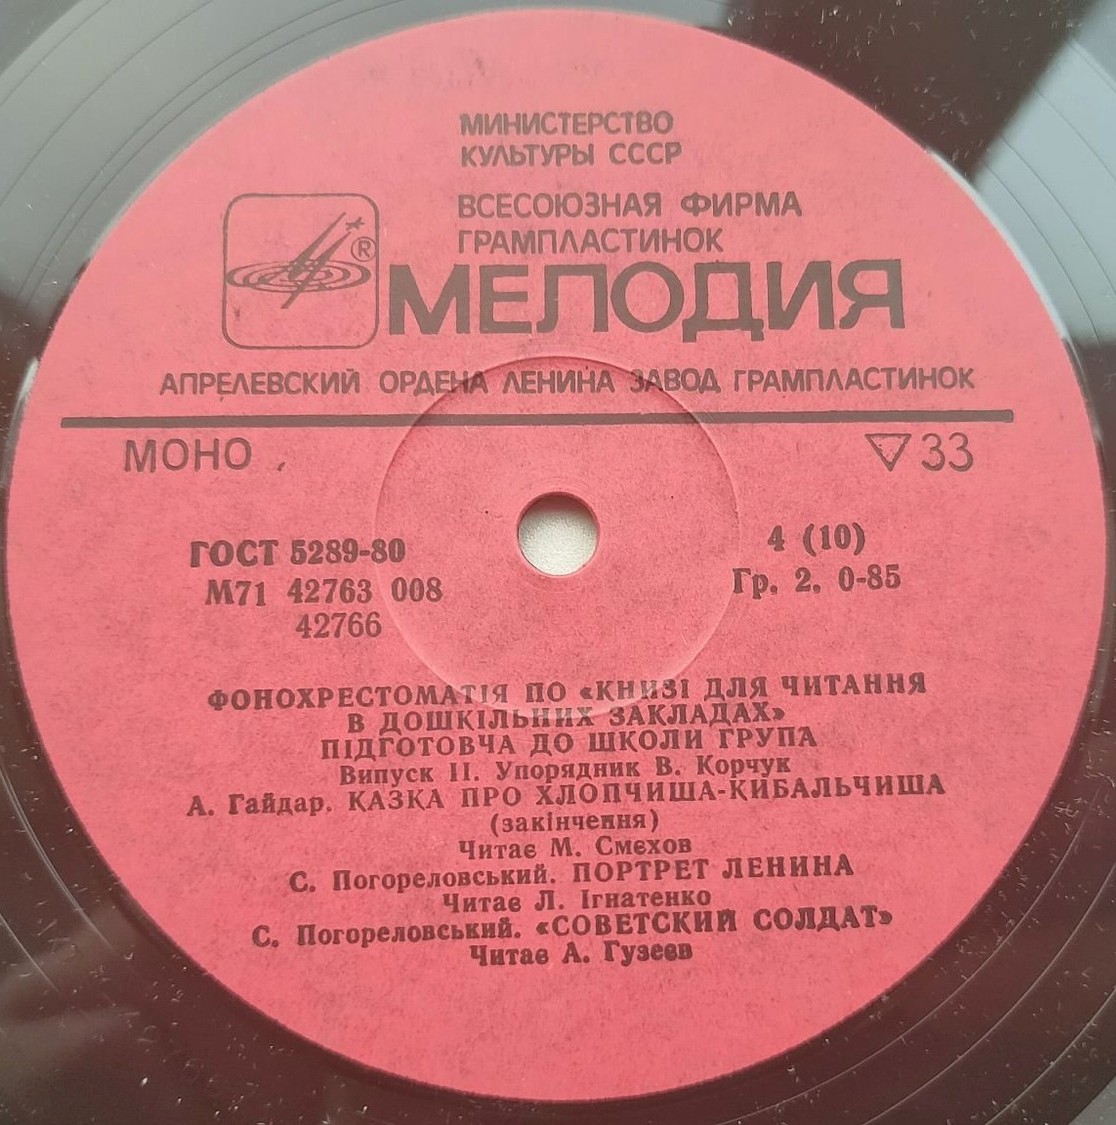 МИНИСТЕРСТВО
КУЛЬТУРЫ СССР
ВСЕСОЮЗНАЯ ФИРМА
ГРАМПЛАСТИНОК
®
МЕЛОДИЯ
АПРЕЛЕВСКИЙ ОРДЕНА ЛЕНИНА ЗАВОД ГРАМПЛАСТИНОК
МОНО
33
ГОСТ 5289-80
4 (10)
М71 42763 008
Гр. 2. 0-85
42766
ФОНОХРЕСТОМАТІЯ ПО «КНИЗІ ДЛЯ ЧИТАННЯ
В ДОШКІЛЬНИХ ЗАКЛАДАХ»
ПІДГОТОВЧА ДО ШКОЛИ ГРУПА
Випуск II. Упорядник В. Корчук
А. Гайдар. КАЗКА ПРО ХЛОПЧИША-КИБАЛЬЧИША
(закінчення)
Читає М. Смехов
С. Погореловський. ПОРТРЕТ ЛЕНИНА
Читає Л. Ігнатенко
С. Погореловський. «СОВЕТСКИЙ СОЛДАТ»
Читає А. Гузеев